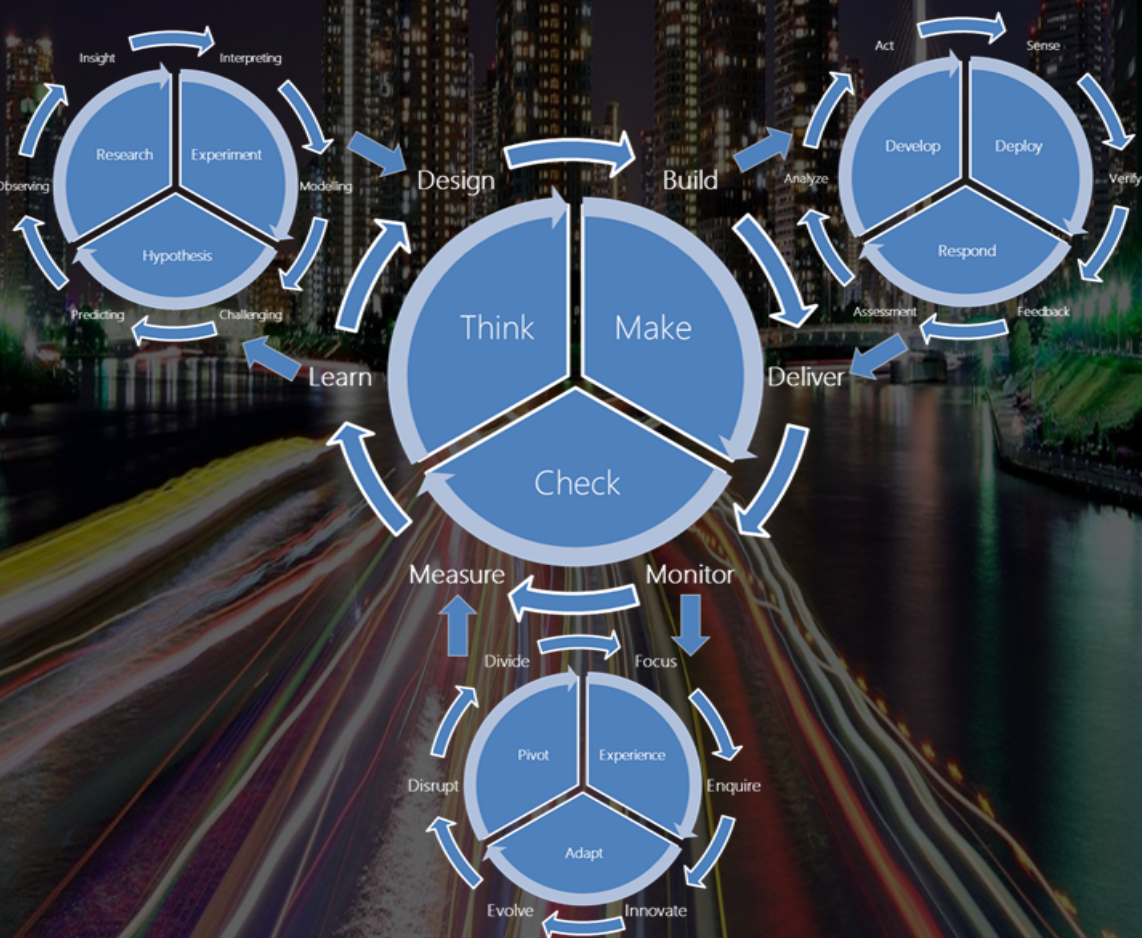 Insight
Interpreting
Observing
Research
Experiment
Modelling
Hypothesis
Predicting
Challenging
Act
Sense
Develop
Deploy
Analyze
Verify
Respond
Assessment
Feedback
Design
Build
Think
Make
Learn
Deliver
Check
Measure
Monitor
Divide
Focus
Pivot
Experience
Disrupt
Enquire
Adapt
Evolve
Innovate